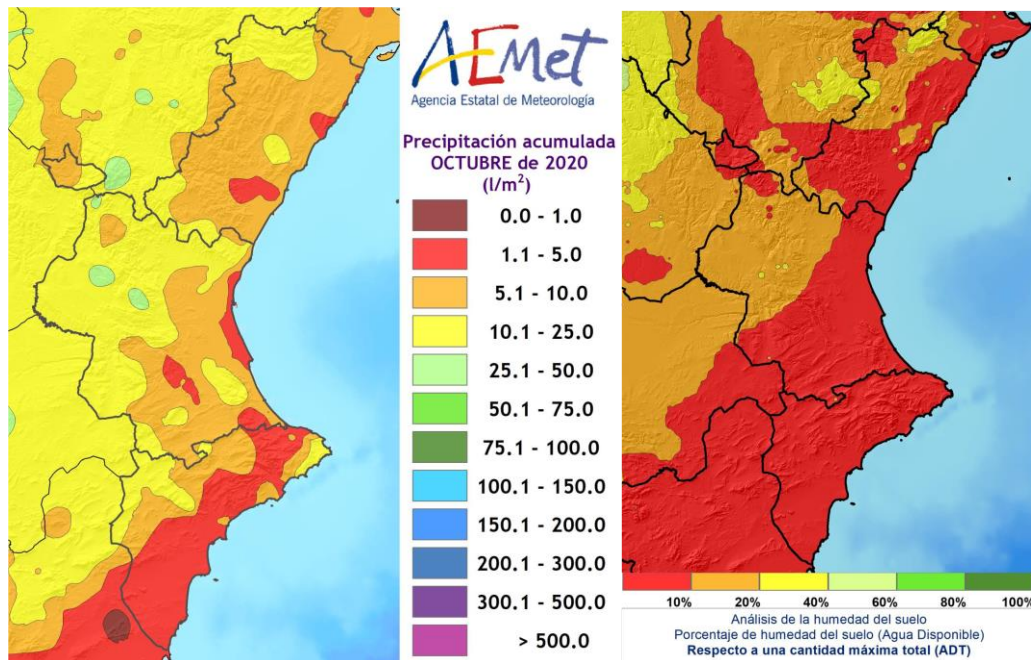 AEMet
Agencia Estatal de Meteorología
Precipitación acumulada
OCTUBRE de 2020
(l/m²)
0.0 - 1.0
1.1 - 5.0
5.1 - 10.0
10.1 - 25.0
25.1 - 50.0
50.1 - 75.0
75.1 - 100.0
100.1 - 150.0
150.1 - 200.0
200.1 - 300.0
300.1 - 500.0
> 500.0
10% 20% 40% 60% 80% 100%
Análisis de la humedad del suelo
Porcentaje de humedad del suelo (Agua Disponible)
Respecto a una cantidad máxima total (ADT)